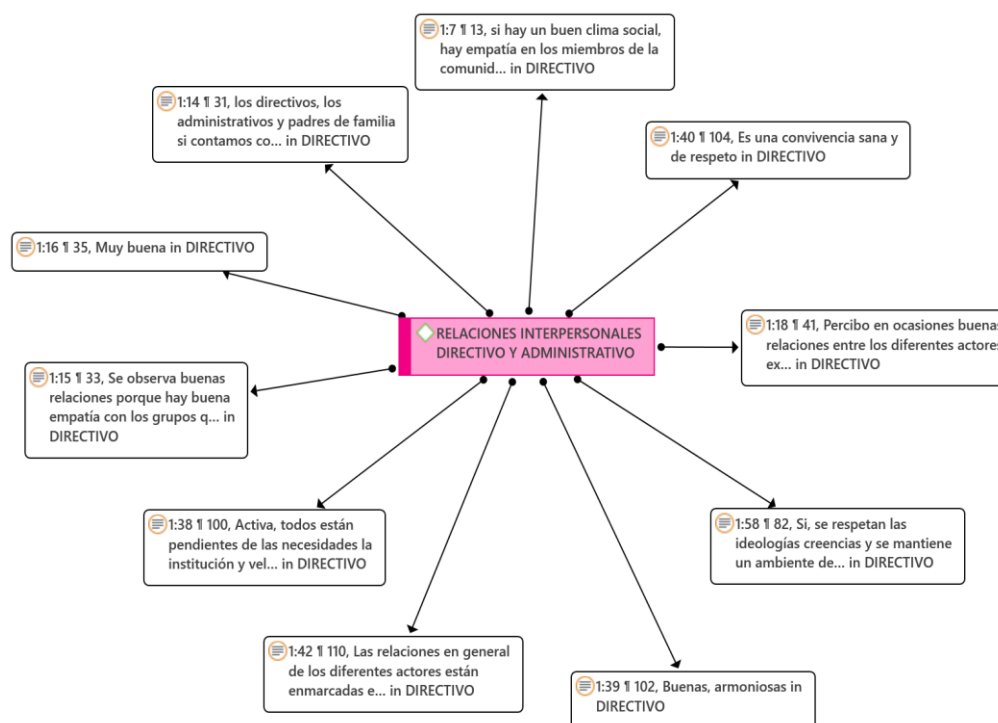 1:7 ¶ 13, si hay un buen clima social,
hay empatía en los miembros de la
comunid... in DIRECTIVO
1:14 ¶ 31, los directivos, los
administrativos y padres de familia
si contamos co... in DIRECTIVO
1:40 ¶ 104, Es una convivencia sana y
de respeto in DIRECTIVO
1:16 ¶ 35, Muy buena in DIRECTIVO
RELACIONES INTERPERSONALES
DIRECTIVO Y ADMINISTRATIVO
1:18 ¶ 41, Percibo en ocasiones buenas
relaciones entre los diferentes actores
ex... in DIRECTIVO
1:15 ¶ 33, Se observa buenas
relaciones porque hay buena
empatía con los grupos q... in
DIRECTIVO
1:38 ¶ 100, Activa, todos están
pendientes de las necesidades la
institución y vel... in DIRECTIVO
1:58 ¶ 82, Si, se respetan las
ideologías creencias y se mantiene
un ambiente de... in DIRECTIVO
1:42 ¶ 110, Las relaciones en general
de los diferentes actores están
enmarcadas e... in DIRECTIVO
1:39 ¶ 102, Buenas, armoniosas in
DIRECTIVO